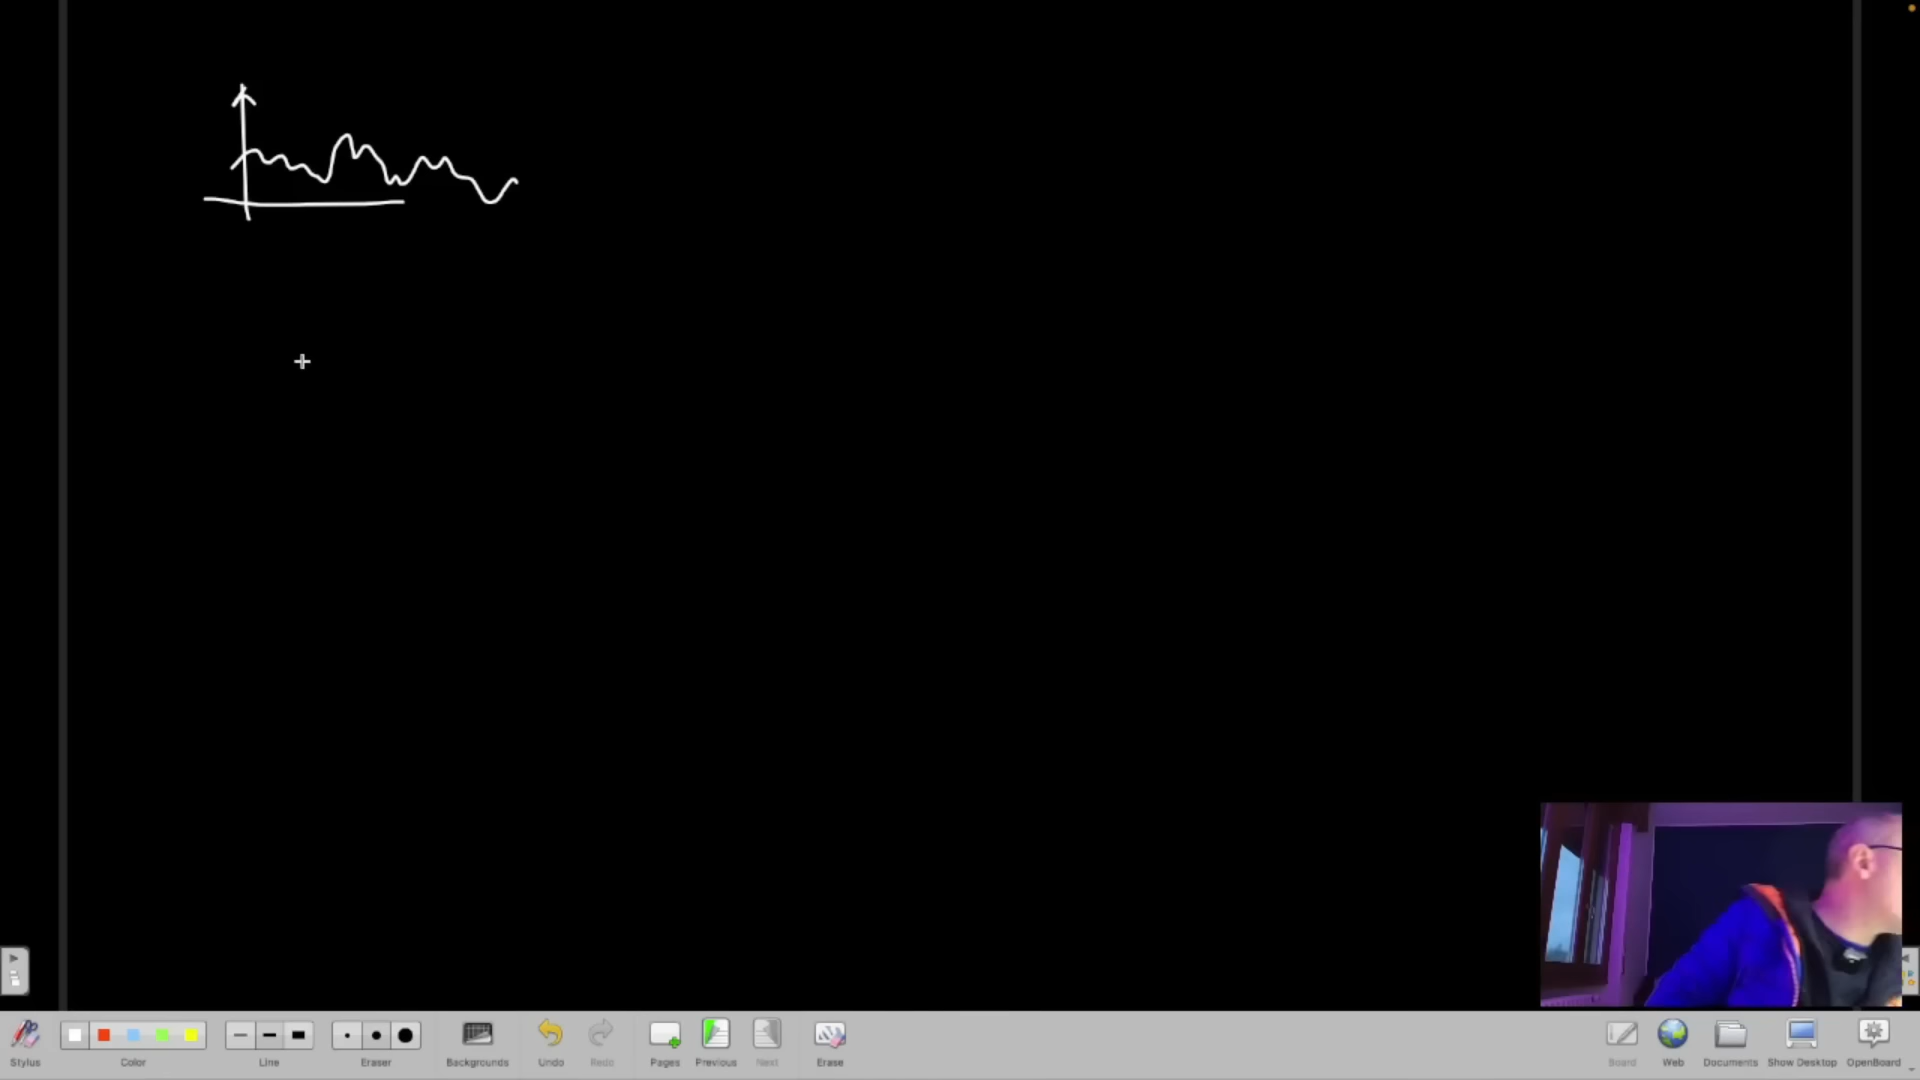 Stylus
Color
Line
Eraser
Backgrounds
Undo
Redo
Pages
Previous
Next
Erase
Board
Web
Documents
Show Desktop
OpenBoard